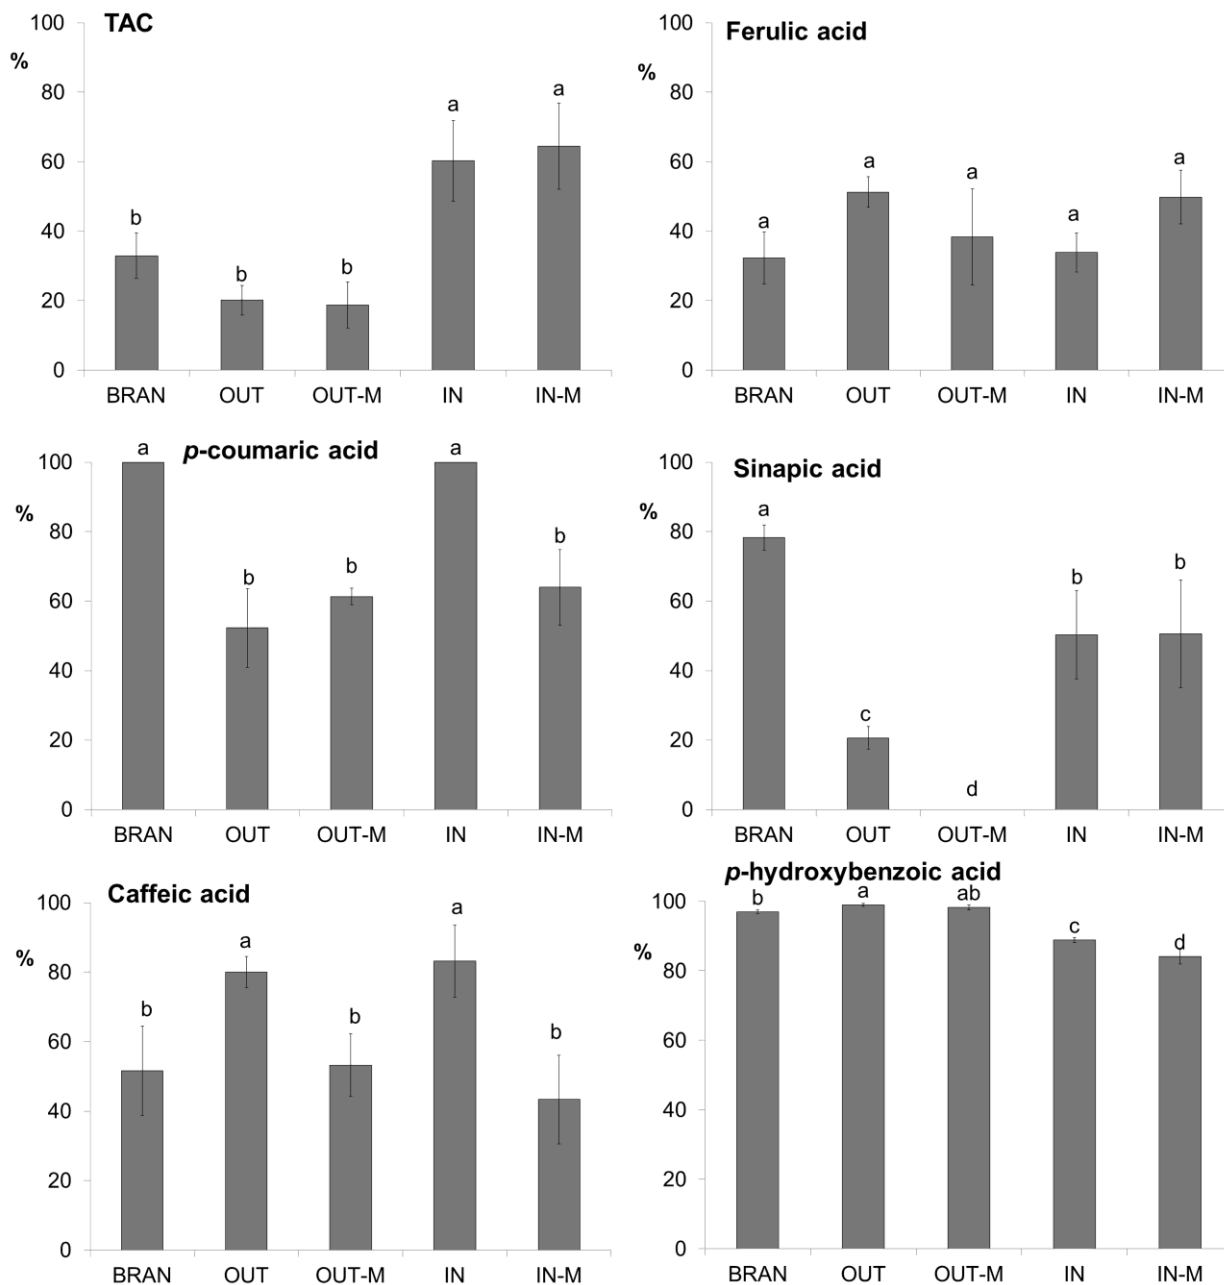 TAC
%
100
80
60
40
20
0
b
b
b
a
a
BRAN OUT OUT-M IN IN-M
Ferulic acid
%
100
80
60
40
20
0
a
a
a
a
a
BRAN OUT OUT-M IN IN-M
p-coumaric acid
%
100
80
60
40
20
0
a
b
b
a
b
BRAN OUT OUT-M IN IN-M
Sinapic acid
%
100
80
60
40
20
0
a
c
d
b
b
BRAN OUT OUT-M IN IN-M
Caffeic acid
%
100
80
60
40
20
0
b
a
b
a
b
BRAN OUT OUT-M IN IN-M
p-hydroxybenzoic acid
%
100
80
60
40
20
0
b
a
ab
c
d
BRAN OUT OUT-M IN IN-M